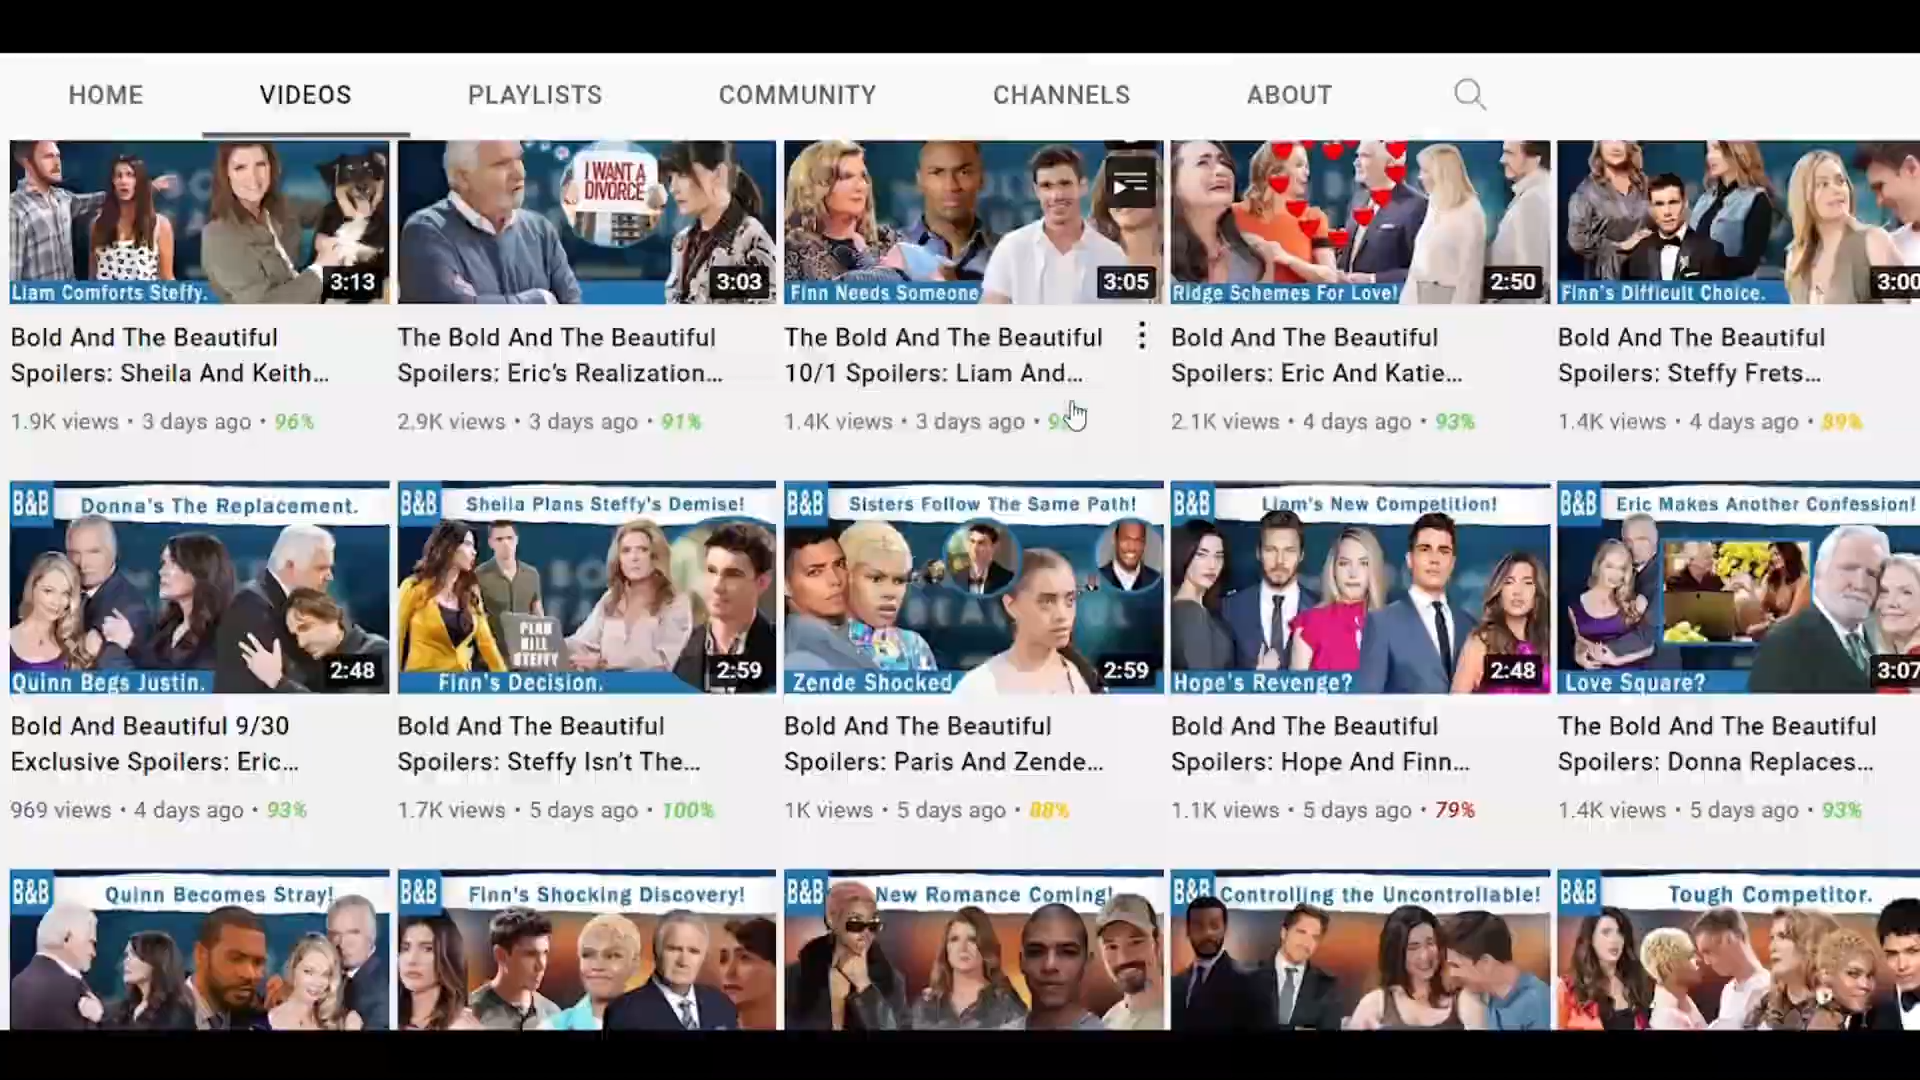 HOME VIDEOS PLAYLISTS COMMUNITY CHANNELS ABOUT
I WANT A
DIVORCE
3:13 3:03 3:05 2:50 3:00
Liam Comforts Steffy. Finn Needs Someone Ridge Schemes For Love! Finn's Difficult Choice.
Bold And The Beautiful The Bold And The Beautiful The Bold And The Beautiful Bold And The Beautiful Bold And The Beautiful
Spoilers: Sheila And Keith... Spoilers: Eric's Realization... 10/1 Spoilers: Liam And... Spoilers: Eric And Katie... Spoilers: Steffy Frets...
1.9K views • 3 days ago • 96% 2.9K views • 3 days ago • 91% 1.4K views • 3 days ago • 2.1K views • 4 days ago • 93% 1.4K views • 4 days ago • 89%
B&B Donna's The Replacement. B&B Sheila Plans Steffy's Demise! B&B Sisters Follow The Same Path! B&B Liam's New Competition! B&B Eric Makes Another Confession!
PLAN
KILL
STEFFY
2:48 2:59 2:59 2:48 3:07
Quinn Begs Justin. Finn's Decision. Zende Shocked Hope's Revenge? Love Square?
Bold And Beautiful 9/30 Bold And The Beautiful Bold And The Beautiful Bold And The Beautiful The Bold And The Beautiful
Exclusive Spoilers: Eric... Spoilers: Steffy Isn't The... Spoilers: Paris And Zende... Spoilers: Hope And Finn... Spoilers: Donna Replaces...
969 views • 4 days ago • 93% 1.7K views • 5 days ago • 100% 1K views • 5 days ago • 88% 1.1K views • 5 days ago • 79% 1.4K views • 5 days ago • 93%
B&B Quinn Becomes Stray! B&B Finn's Shocking Discovery! B&B New Romance Coming! B&B Controlling the Uncontrollable! B&B Tough Competitor.